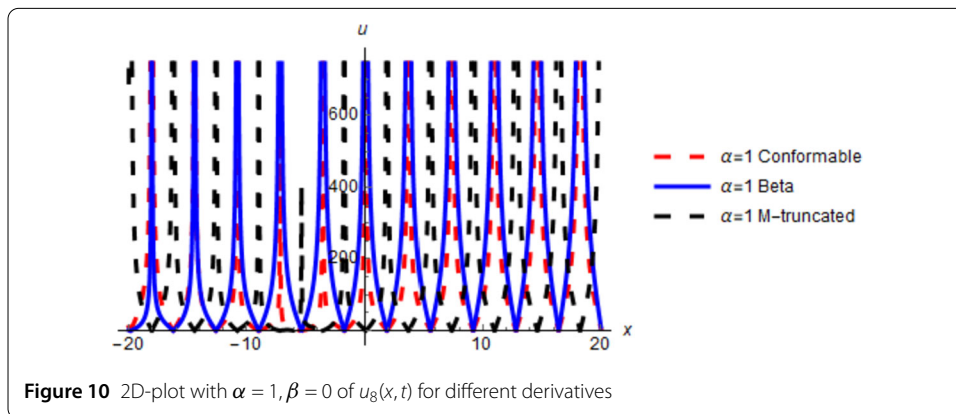 u
600
400
200
-20
-10
10
20
x
α=1 Conformable
α=1 Beta
α=1 M-truncated
Figure 10 2D-plot with α = 1, β = 0 of u₈(x, t) for different derivatives